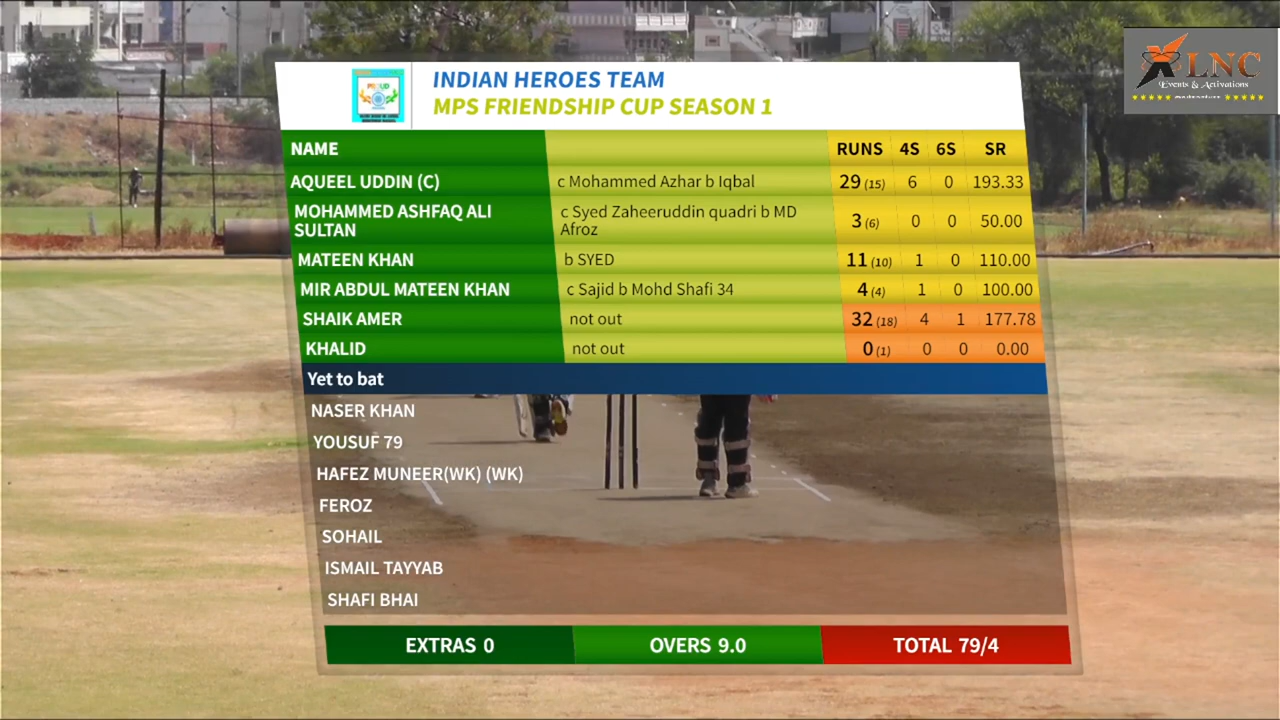 INDIAN HEROES TEAM
MPS FRIENDSHIP CUP SEASON 1
LNC
Events & Activations
NAME RUNS 4S 6S SR
AQUEEL UDDIN (C) c Mohammed Azhar b Iqbal 29 (15) 6 0 193.33
MOHAMMED ASHFAQ ALI SULTAN c Syed Zaheeruddin quadri b MD Afroz 3 (6) 0 0 50.00
MATEEN KHAN b SYED 11 (10) 1 0 110.00
MIR ABDUL MATEEN KHAN c Sajid b Mohd Shafi 34 4 (4) 1 0 100.00
SHAIK AMER not out 32 (18) 4 1 177.78
KHALID not out 0 (1) 0 0 0.00
Yet to bat
NASER KHAN
YOUSUF 79
HAFEZ MUNEER(WK) (WK)
FEROZ
SOHAIL
ISMAIL TAYYAB
SHAFI BHAI
EXTRAS 0 OVERS 9.0 TOTAL 79/4